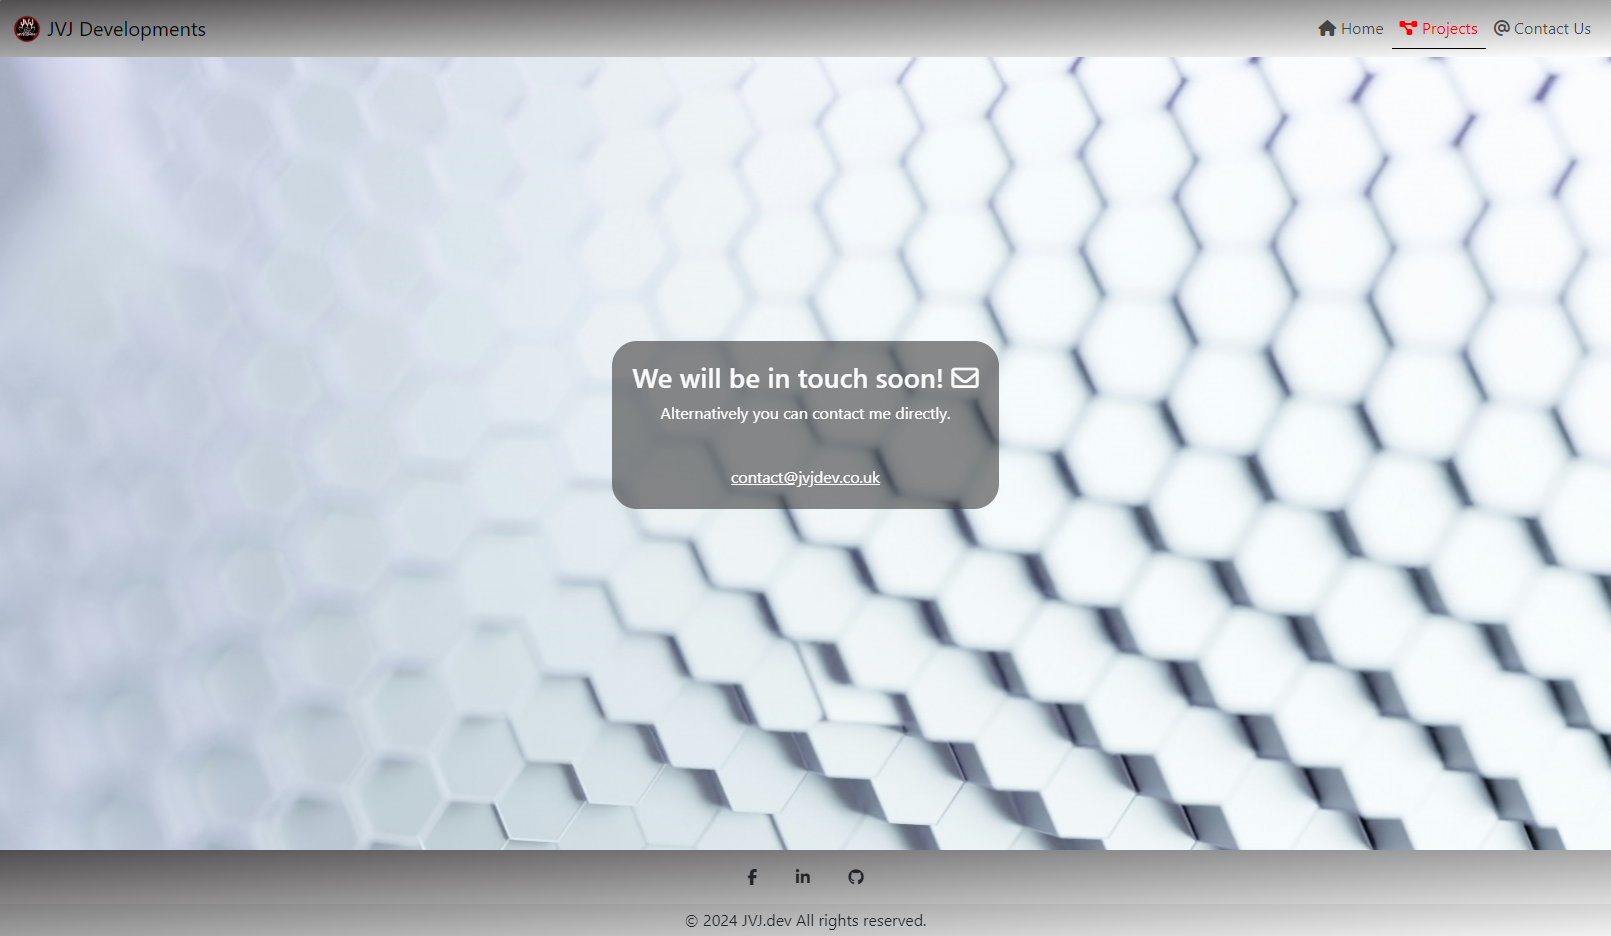 JVJ Developments
Home Projects Contact Us
We will be in touch soon!
Alternatively you can contact me directly.
contact@jvjdev.co.uk
© 2024 JVJ.dev All rights reserved.